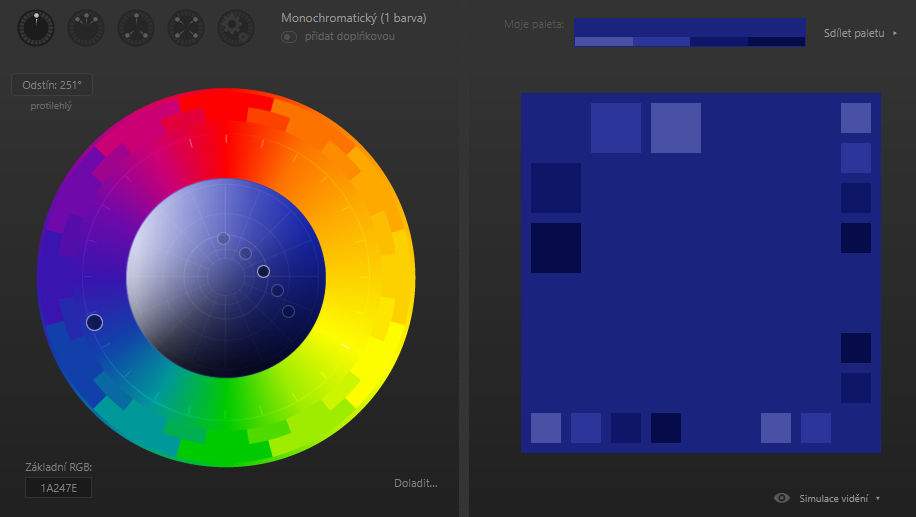 Monochromatický (1 barva)
přidat doplňkovou
Moje paleta:
Sdílet paletu
Odstín: 251°
protilehlý
Základní RGB:
1A247E
Doladit...
Simulace vidění